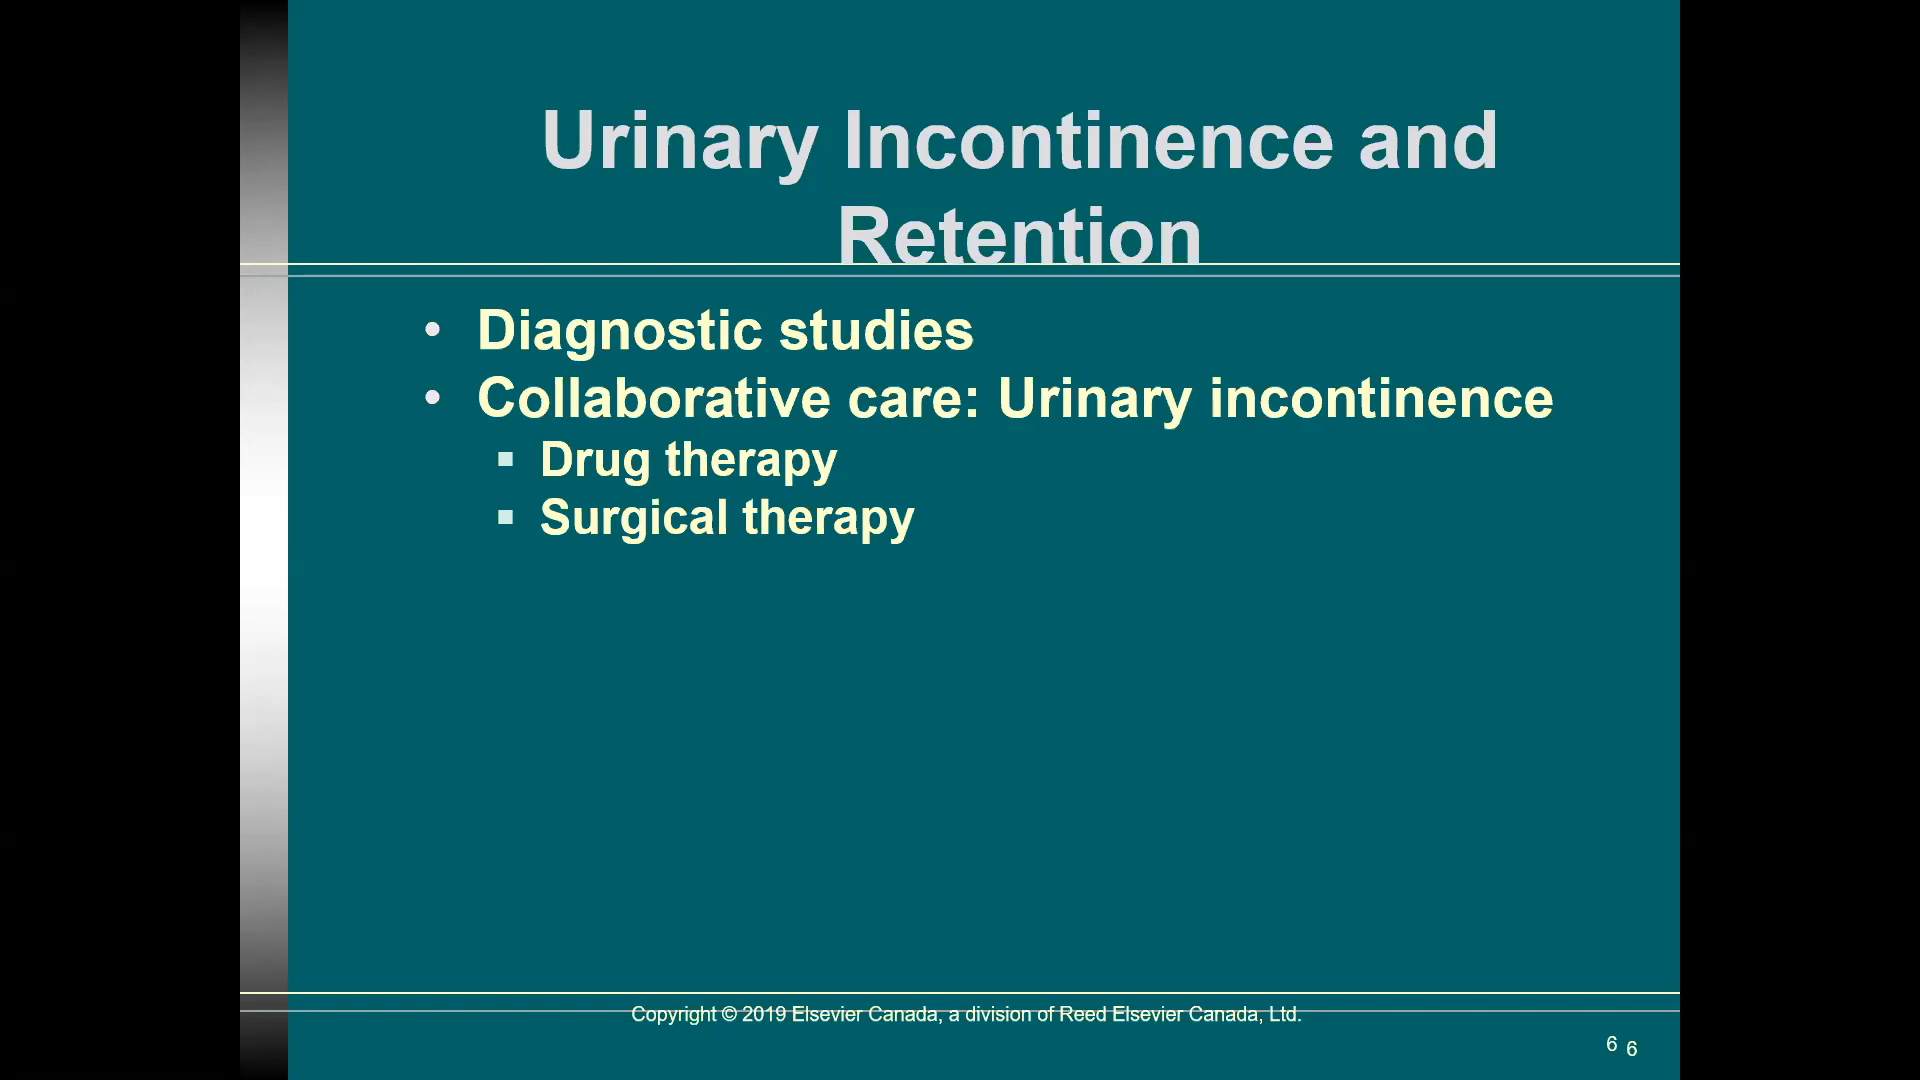 Urinary Incontinence and
Retention
• Diagnostic studies
• Collaborative care: Urinary incontinence
▪ Drug therapy
▪ Surgical therapy
Copyright © 2019 Elsevier Canada, a division of Reed Elsevier Canada, Ltd.
6 6